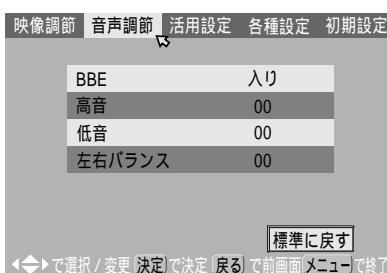 映像調節 音声調節 活用設定 各種設定 初期設定
BBE 入り
高音 00
低音 00
左右バランス 00
標準に戻す
で選択 / 変更 決定 で決定 戻る で前画面 メニュー で終了